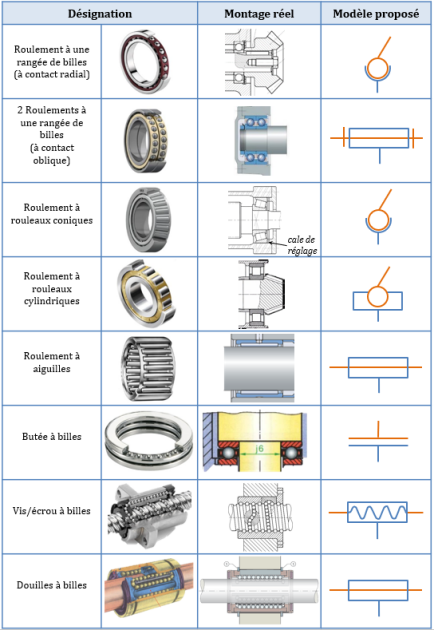 Désignation
Montage réel
Modèle proposé
Roulement à une
rangée de billes
(à contact radial)
2 Roulements à
une rangée de
billes
(à contact
oblique)
Roulement à
rouleaux coniques
cale de
réglage
Roulement à
rouleaux
cylindriques
Roulement à
aiguilles
Butée à billes
j6
Vis/écrou à billes
Douilles à billes